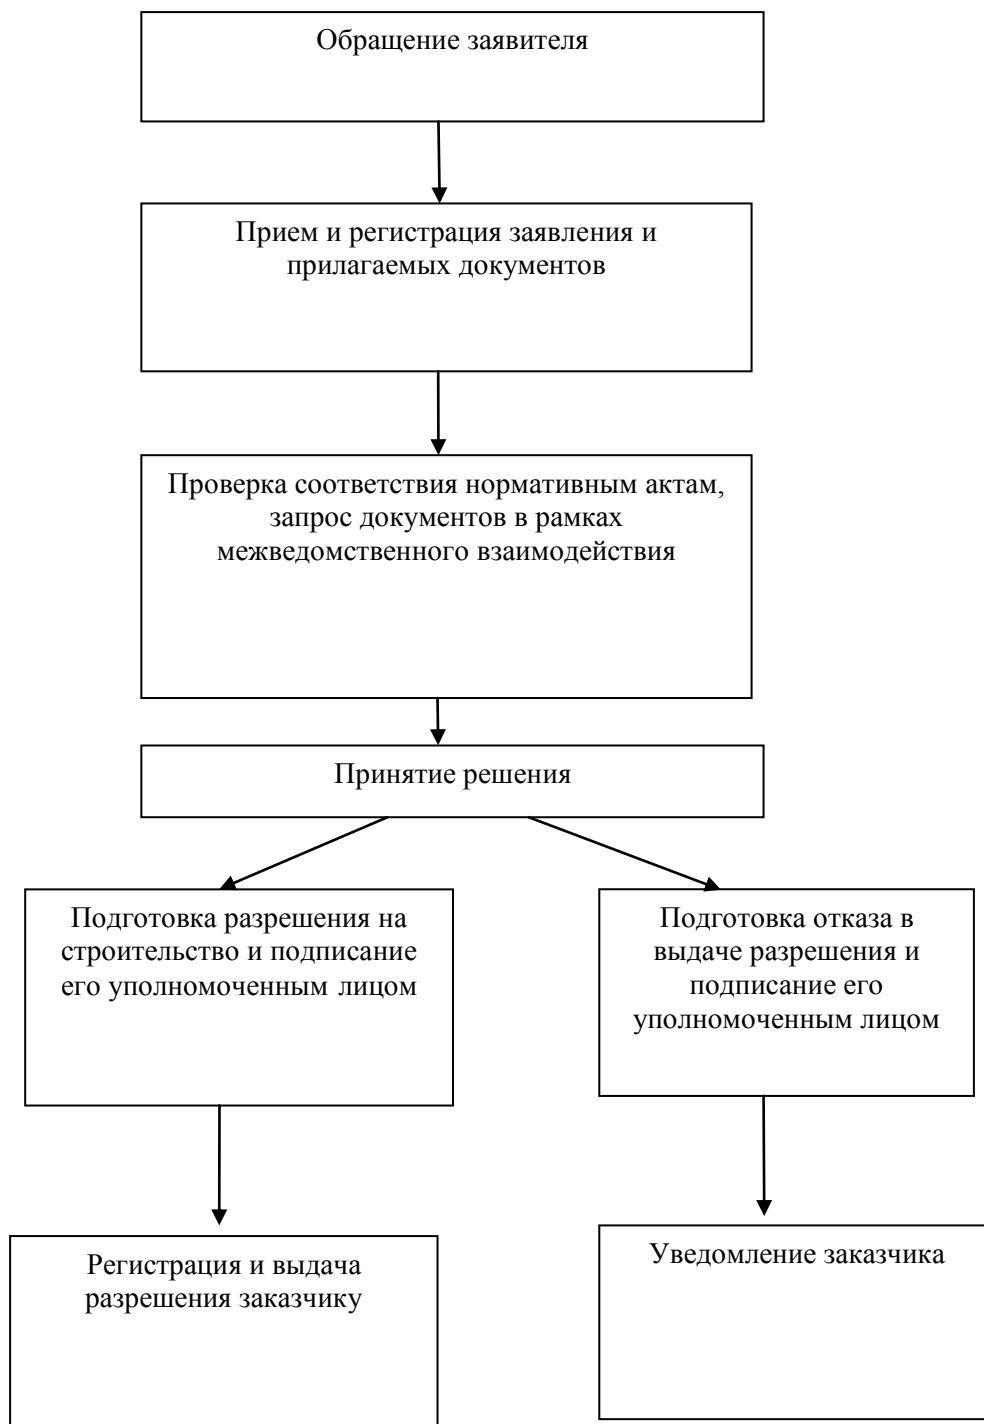 Обращение заявителя
Прием и регистрация заявления и
прилагаемых документов
Проверка соответствия нормативным актам,
запрос документов в рамках
межведомственного взаимодействия
Принятие решения
Подготовка разрешения на
строительство и подписание
его уполномоченным лицом
Подготовка отказа в
выдаче разрешения и
подписание его
уполномоченным лицом
Регистрация и выдача
разрешения заказчику
Уведомление заказчика